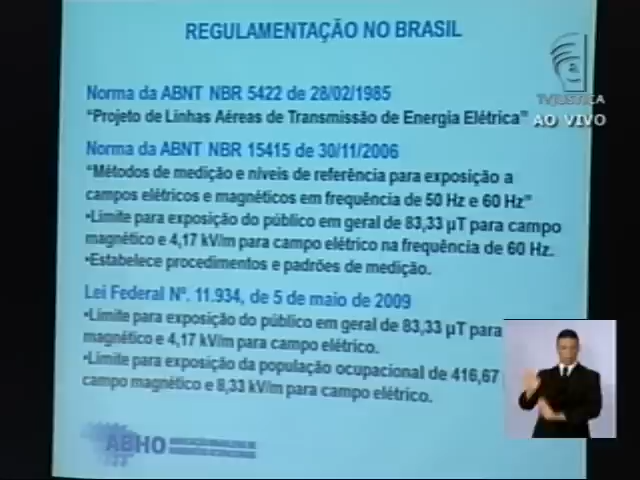 REGULAMENTAÇÃO NO BRASIL
TV JUSTIÇA
AO VIVO
Norma da ABNT NBR 5422 de 28/02/1985
“Projeto de Linhas Aéreas de Transmissão de Energia Elétrica”
Norma da ABNT NBR 15415 de 30/11/2006
“Métodos de medição e níveis de referência para exposição a
campos elétricos e magnéticos em frequência de 50 Hz e 60 Hz”
•Limite para exposição do público em geral de 83,33 µT para campo
magnético e 4,17 kV/m para campo elétrico na frequência de 60 Hz.
•Estabelece procedimentos e padrões de medição.
Lei Federal Nº. 11.934, de 5 de maio de 2009
•Limite para exposição do público em geral de 83,33 µT para
magnético e 4,17 kV/m para campo elétrico.
•Limite para exposição da população ocupacional de 416,67
campo magnético e 8,33 kV/m para campo elétrico.
ABHO